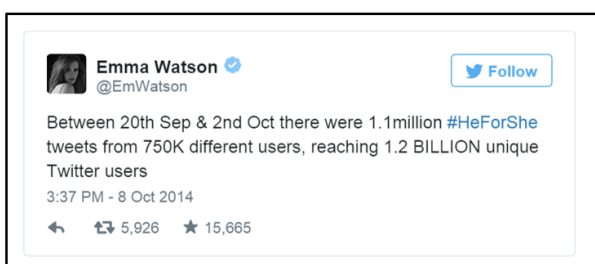 Emma Watson
@EmWatson
Follow
Between 20th Sep & 2nd Oct there were 1.1million #HeForShe
tweets from 750K different users, reaching 1.2 BILLION unique
Twitter users
3:37 PM - 8 Oct 2014
5,926 15,665